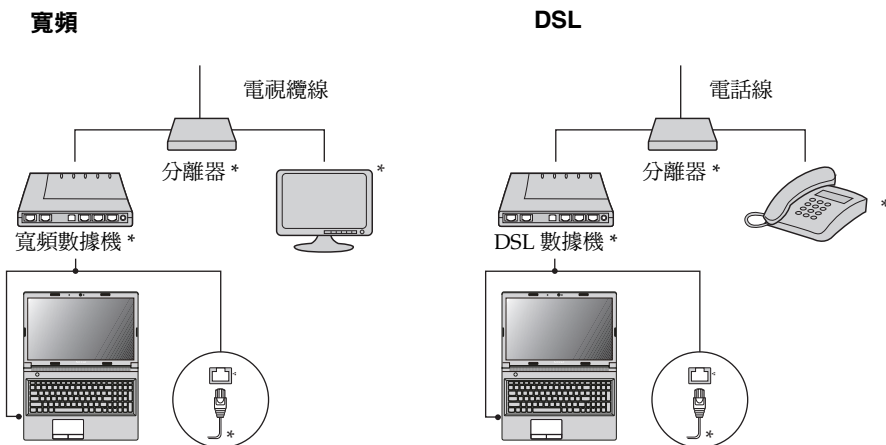 寬頻
電視纜線
分離器 *
*
寬頻數據機 *
*
DSL
電話線
分離器 *
*
DSL 數據機 *
*